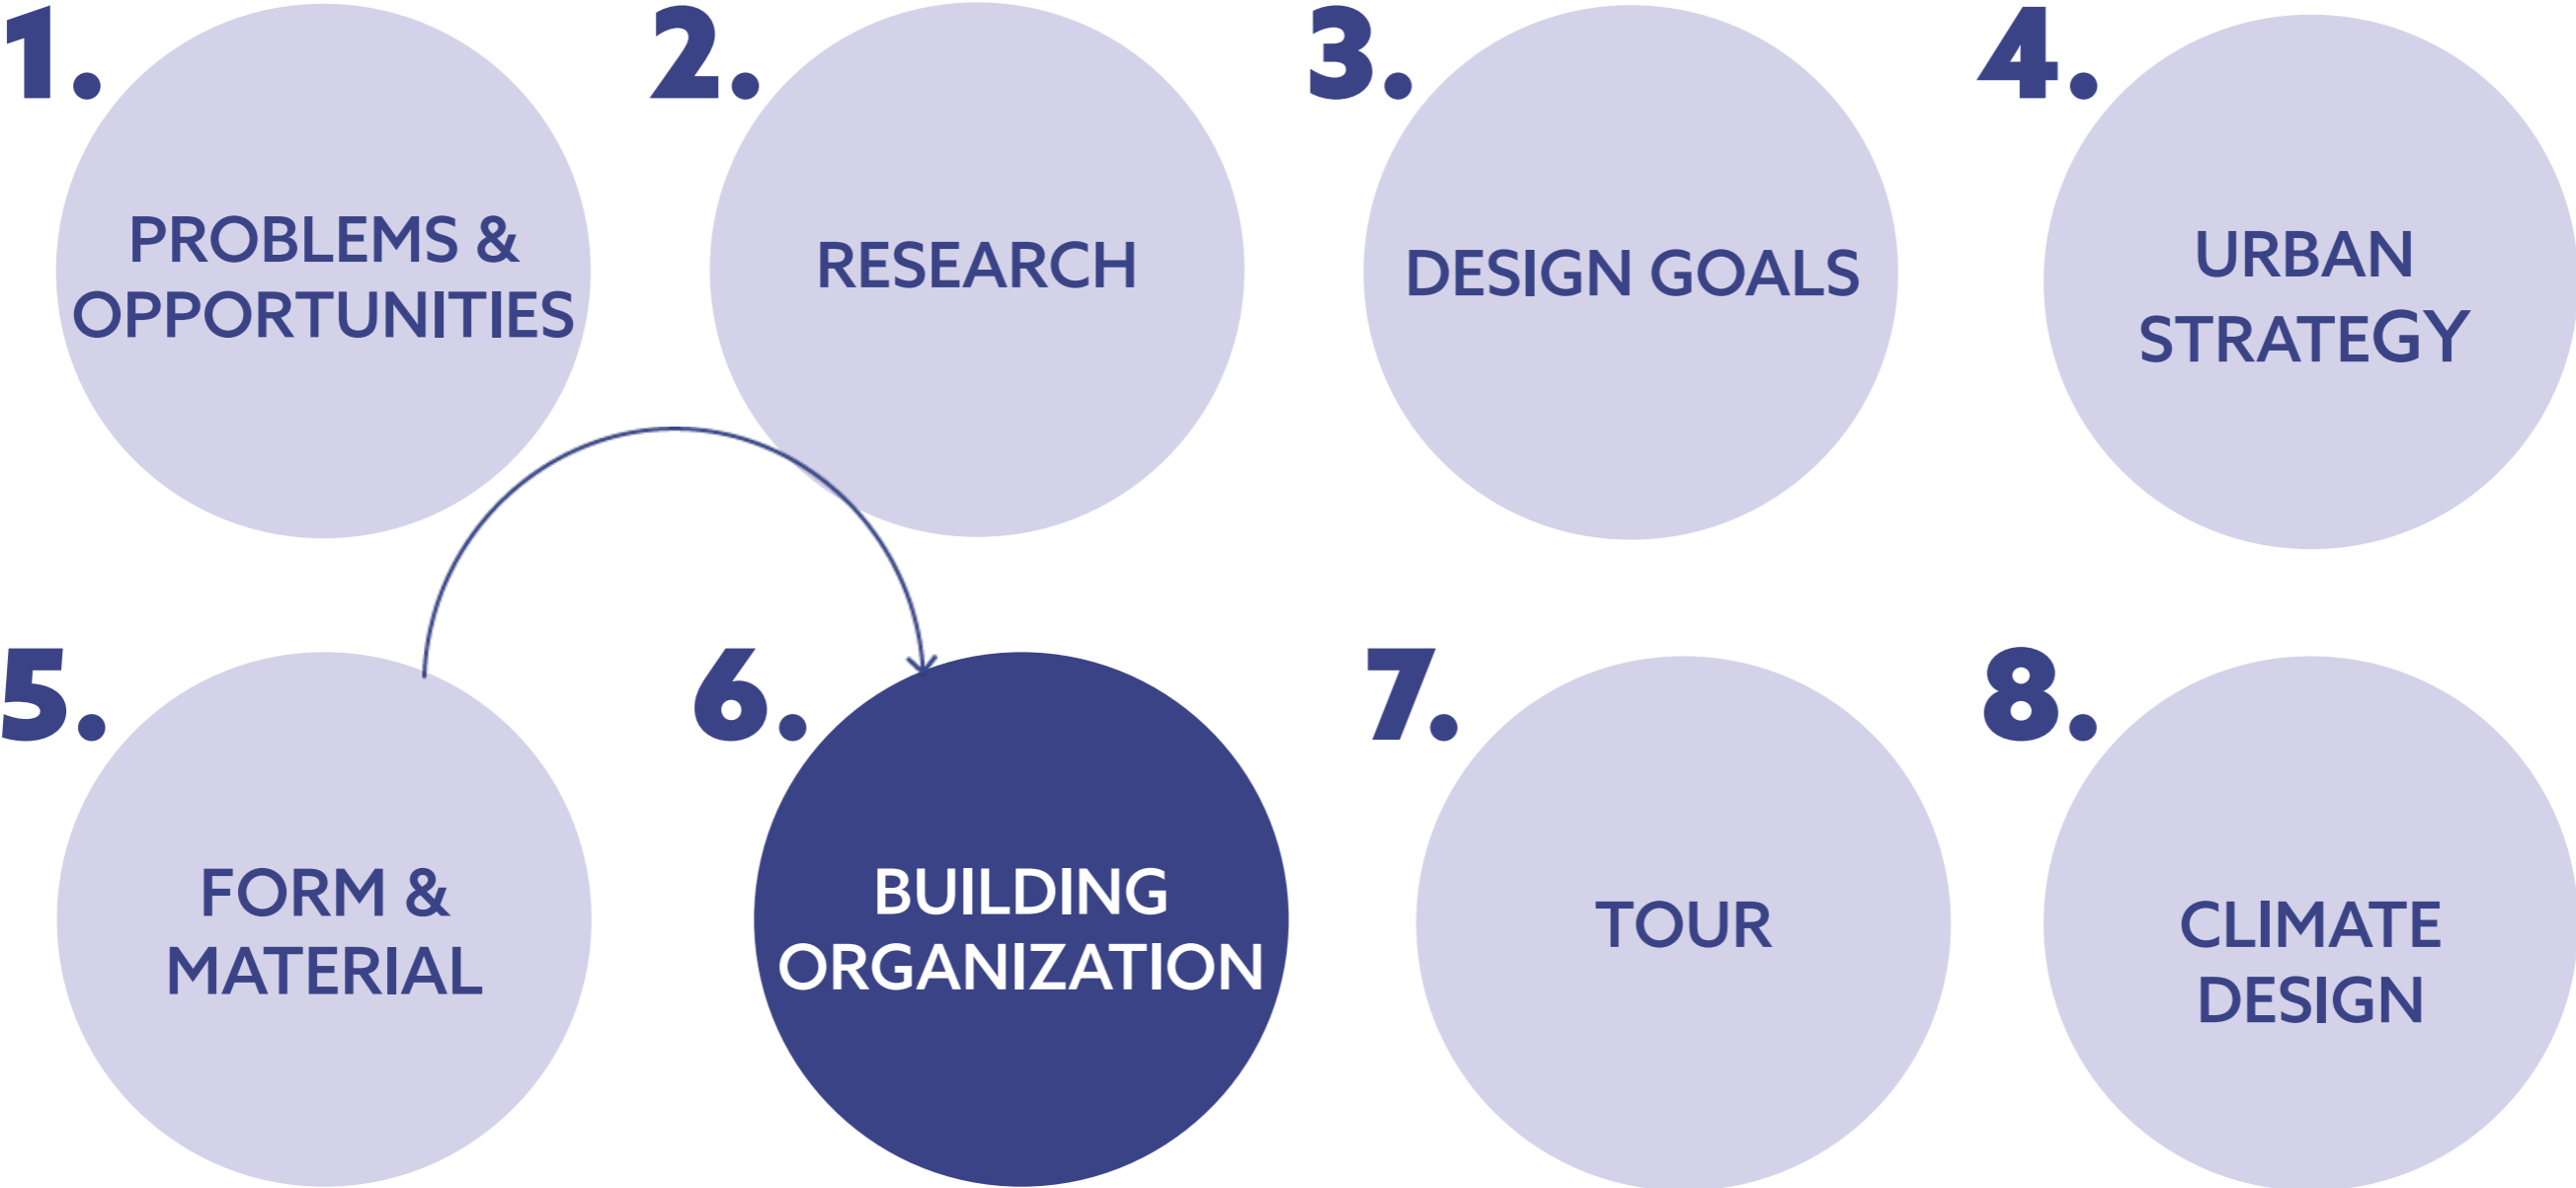 1.
PROBLEMS &
OPPORTUNITIES
2.
RESEARCH
3.
DESIGN GOALS
4.
URBAN
STRATEGY
5.
FORM &
MATERIAL
6.
BUILDING
ORGANIZATION
7.
TOUR
8.
CLIMATE
DESIGN